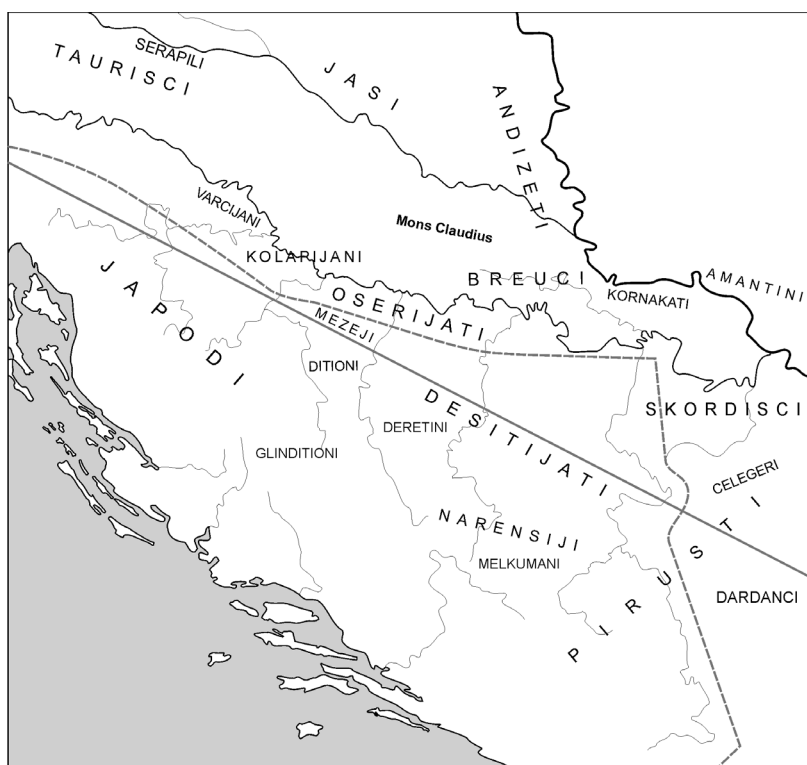 SERAPILI
TAURISCI
JASI
ANDIZETI
VARCIJANI
Mons Claudius
KOLARIJANI
BREUCI
AMANTINI
KORNAKATI
JAPODI
OSERIJATI
MEZEJI
DITIONI
DESITIJATI
SKORDISCI
DERETINI
GLINDITIONI
CELEGERI
NARENSIJI
MELKUMANI
PIRUSTI
DARDANCI